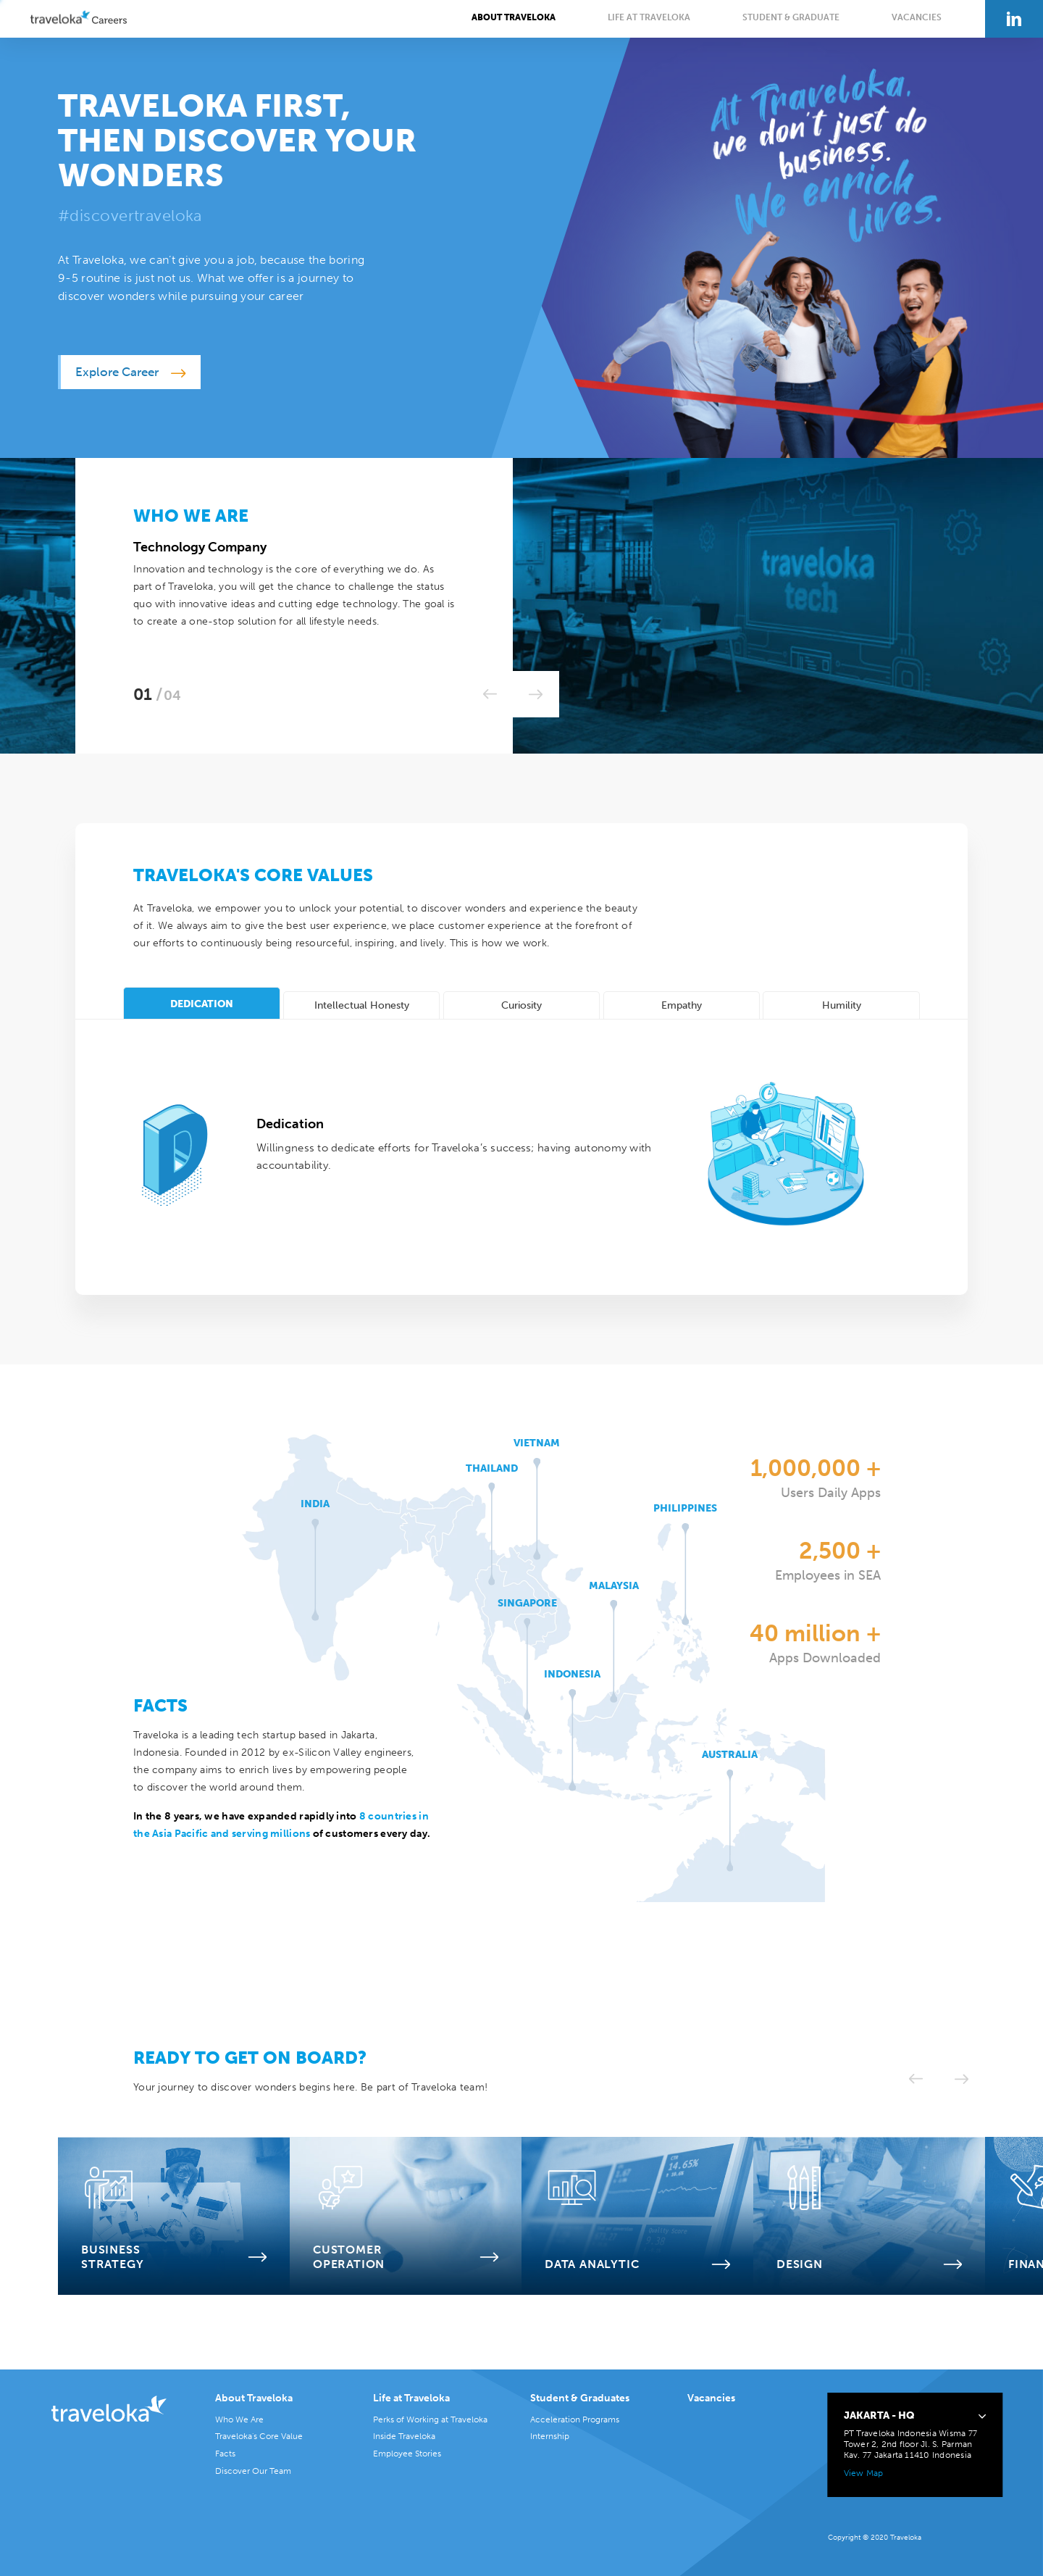 traveloka Careers
ABOUT TRAVELOKA
LIFE AT TRAVELOKA
STUDENT & GRADUATE
VACANCIES
in
TRAVELOKA FIRST,
THEN DISCOVER YOUR
WONDERS
#discovertraveloka
At Traveloka, we can't give you a job, because the boring
9-5 routine is just not us. What we offer is a journey to
discover wonders while pursuing your career
Explore Career
At Traveloka,
we don't just do
business.
We enrich
lives.
WHO WE ARE
Technology Company
Innovation and technology is the core of everything we do. As
part of Traveloka, you will get the chance to challenge the status
quo with innovative ideas and cutting edge technology. The goal is
to create a one-stop solution for all lifestyle needs.
01 / 04
traveloka
tech
TRAVELOKA'S CORE VALUES
At Traveloka, we empower you to unlock your potential, to discover wonders and experience the beauty
of it. We always aim to give the best user experience, we place customer experience at the forefront of
our efforts to continuously being resourceful, inspiring, and lively. This is how we work.
DEDICATION
Intellectual Honesty
Curiosity
Empathy
Humility
D
Dedication
Willingness to dedicate efforts for Traveloka's success; having autonomy with
accountability.
VIETNAM
THAILAND
INDIA
PHILIPPINES
MALAYSIA
SINGAPORE
INDONESIA
AUSTRALIA
1,000,000 +
Users Daily Apps
2,500 +
Employees in SEA
40 million +
Apps Downloaded
FACTS
Traveloka is a leading tech startup based in Jakarta,
Indonesia. Founded in 2012 by ex-Silicon Valley engineers,
the company aims to enrich lives by empowering people
to discover the world around them.
In the 8 years, we have expanded rapidly into 8 countries in
the Asia Pacific and serving millions of customers every day.
READY TO GET ON BOARD?
Your journey to discover wonders begins here. Be part of Traveloka team!
BUSINESS
STRATEGY
CUSTOMER
OPERATION
14.65%
DATA ANALYTIC
DESIGN
FINAN
traveloka
About Traveloka
Who We Are
Traveloka's Core Value
Facts
Discover Our Team
Life at Traveloka
Perks of Working at Traveloka
Inside Traveloka
Employee Stories
Student & Graduates
Acceleration Programs
Internship
Vacancies
JAKARTA - HQ
PT Traveloka Indonesia Wisma 77
Tower 2, 2nd floor Jl. S. Parman
Kav. 77 Jakarta 11410 Indonesia
View Map
Copyright © 2020 Traveloka